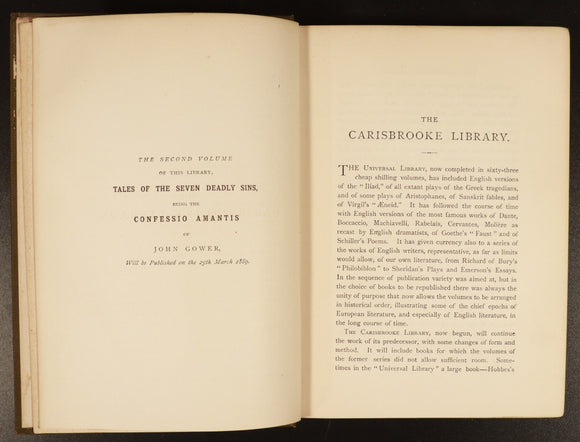 THE SECOND VOLUME
OF THIS LIBRARY,
TALES OF THE SEVEN DEADLY SINS,
BEING THE
CONFESSIO AMANTIS
OF
JOHN GOWER,
Will be Published on the 25th March 1889.
THE
CARISBROOKE LIBRARY.
THE UNIVERSAL LIBRARY, now completed in sixty-three
cheap shilling volumes, has included English versions
of the "Iliad," of all extant plays of the Greek tragedians,
and of some plays of Aristophanes, of Sanskrit fables, and
of Virgil's "Æneid." It has followed the course of time
with English versions of the most famous works of Dante,
Boccaccio, Machiavelli, Rabelais, Cervantes, Molière as
recast by English dramatists, of Goethe's "Faust" and of
Schiller's Poems. It has given currency also to a series of
the works of English writers, representative, as far as limits
would allow, of our own literature, from Richard of Bury's
"Philobiblon" to Sheridan's Plays and Emerson's Essays.
In the sequence of publication variety was aimed at, but in
the choice of books to be republished there was always the
unity of purpose that now allows the volumes to be arranged
in historical order, illustrating some of the chief epochs of
European literature, and especially of English literature, in
the long course of time.
THE CARISBROOKE LIBRARY, now begun, will continue
the work of its predecessor, with some changes of form and
method. It will include books for which the volumes of
the former series did not allow sufficient room. Some-
times in the "Universal Library" a large book—Hobbes's